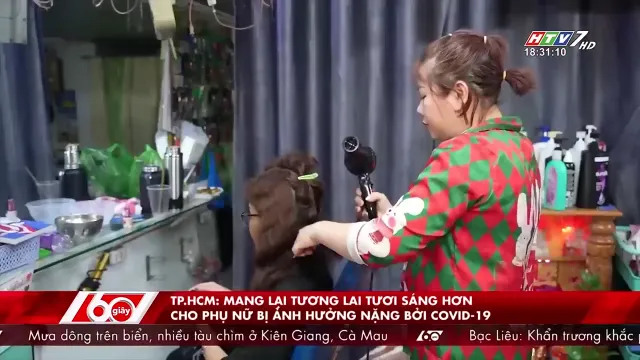 HTV7 HD
18:31:10
60 giây
TP.HCM: MANG LẠI TƯƠNG LAI TƯƠI SÁNG HƠN
CHO PHỤ NỮ BỊ ẢNH HƯỞNG NẶNG BỞI COVID-19
Mưa dông trên biển, nhiều tàu chìm ở Kiên Giang, Cà Mau
60 giây
Bạc Liêu: Khẩn trương khắc